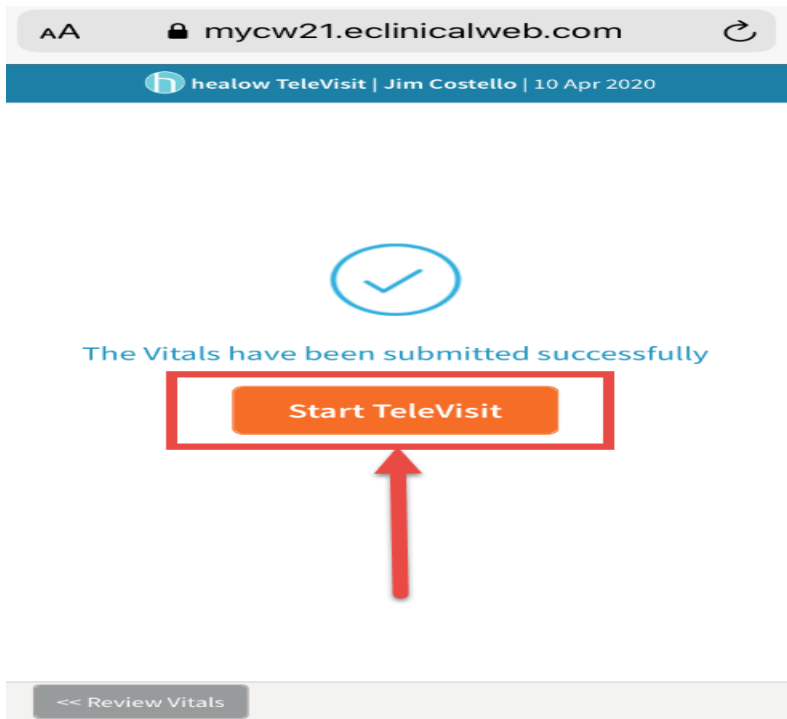 AA mycw21.eclinicalweb.com
h healow TeleVisit | Jim Costello | 10 Apr 2020
The Vitals have been submitted successfully
Start TeleVisit
<< Review Vitals